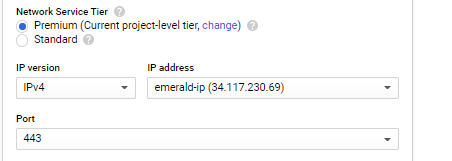 Network Service Tier
Premium (Current project-level tier, change)
Standard
IP version IP address
IPv4 emerald-ip (34.117.230.69)
Port
443